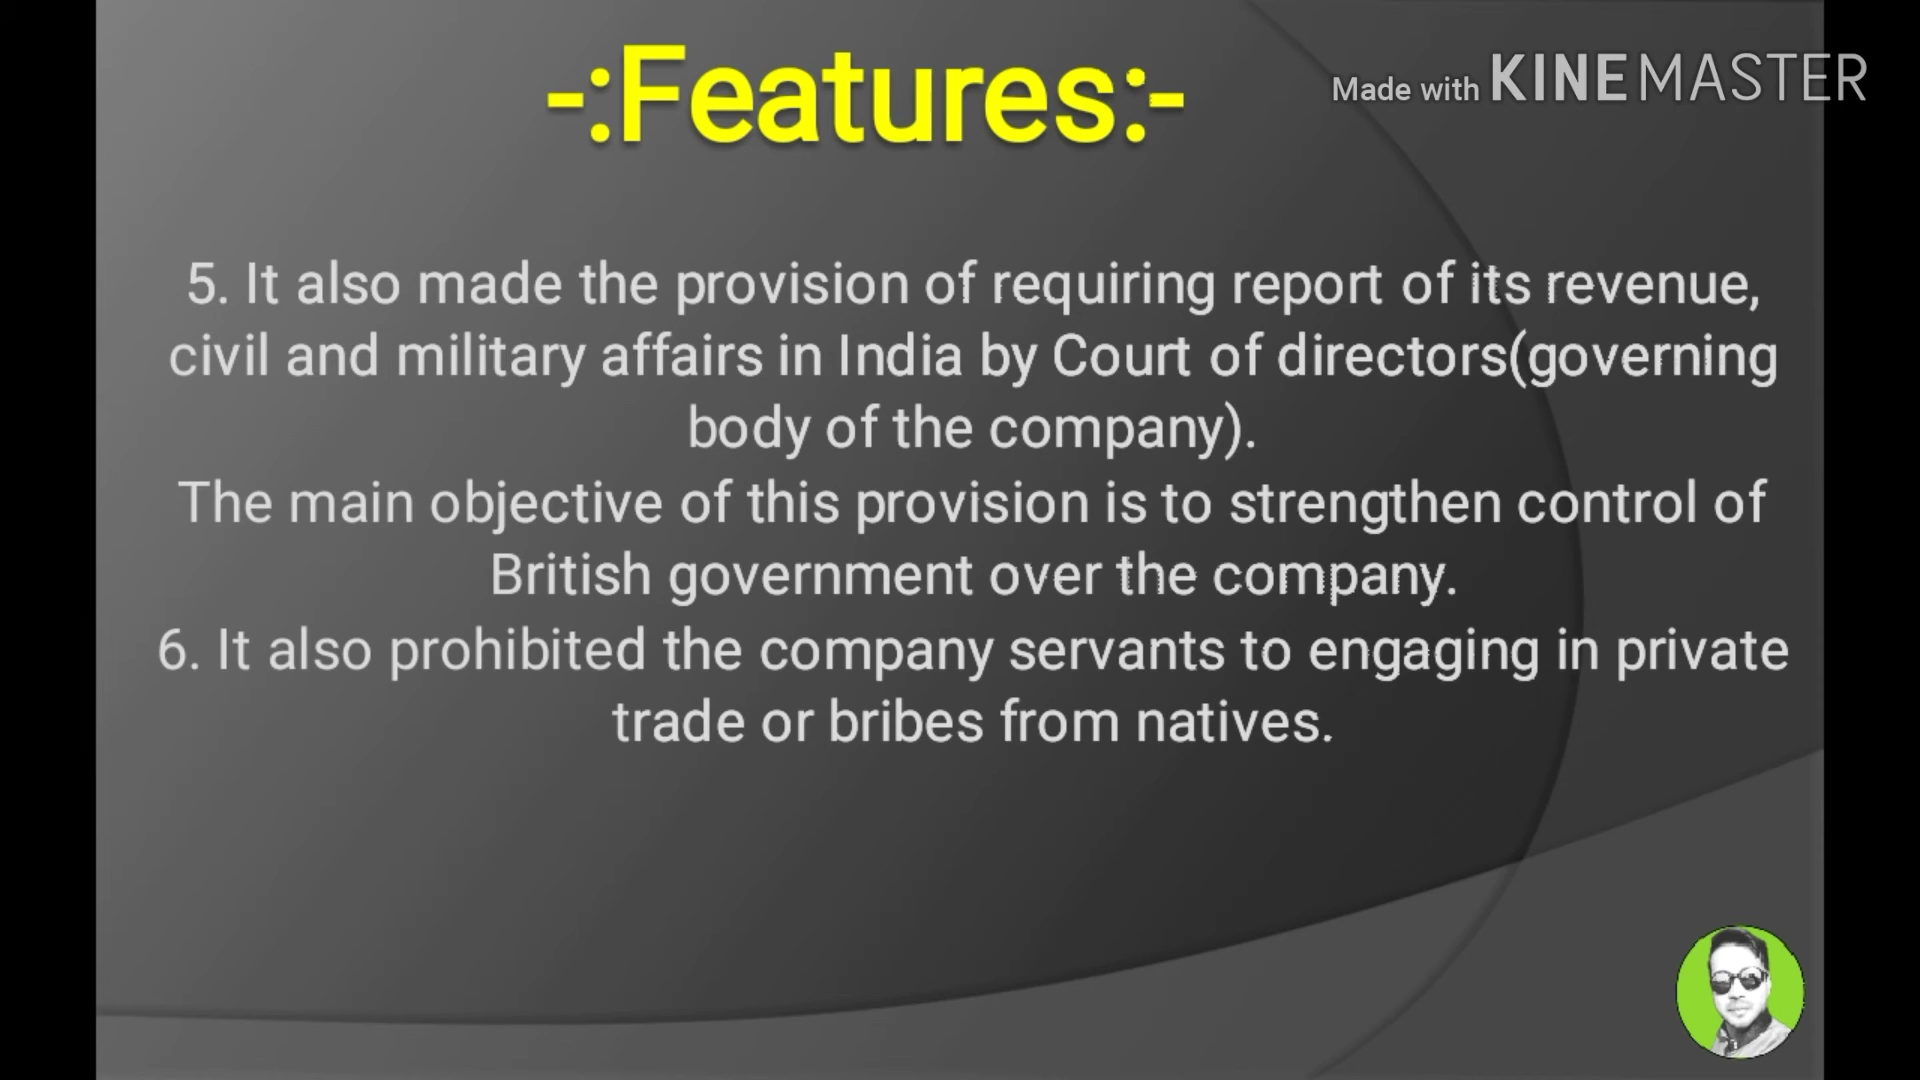 -:Features:-
Made with KINEMASTER
5. It also made the provision of requiring report of its revenue,
civil and military affairs in India by Court of directors(governing
body of the company).
The main objective of this provision is to strengthen control of
British government over the company.
6. It also prohibited the company servants to engaging in private
trade or bribes from natives.